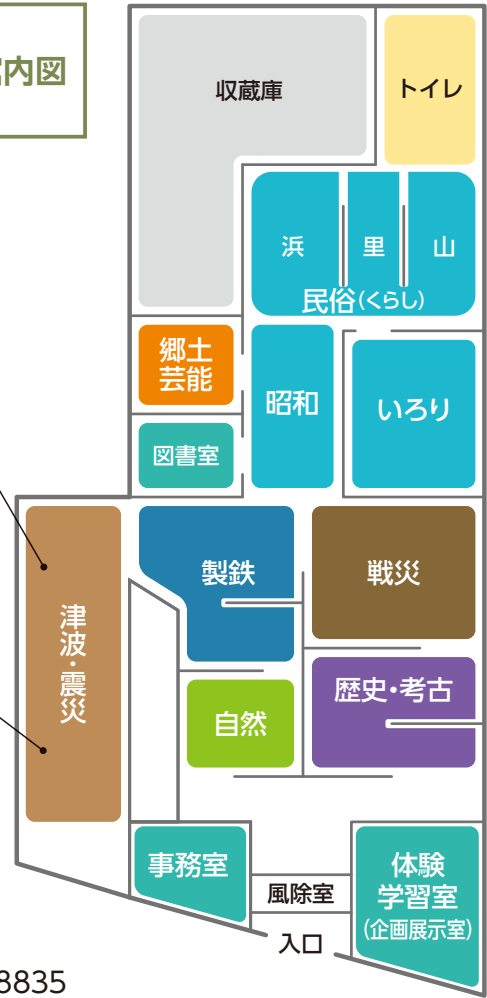 内図
収蔵庫
トイレ
浜
里
山
民俗(くらし)
郷土
芸能
昭和
いろり
図書室
製鉄
戦災
津波・震災
歴史・考古
自然
事務室
体験
学習室
(企画展示室)
風除室
入口
8835